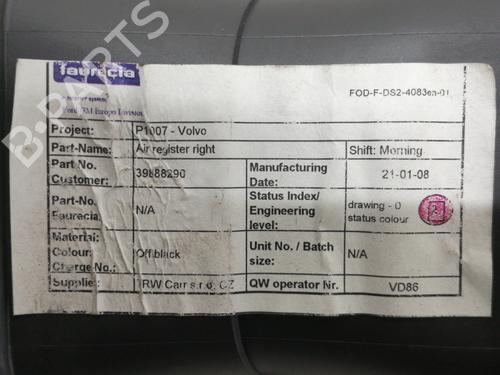 B-PARTS
faurecia
FOD-F-DS2-4083en-01
Project: P1007 - Volvo
Part-Name: Air register right Shift: Morning
Part No. Customer: 39888290 Manufacturing Date: 21-01-08
Part-No. Faurecia: N/A Status Index/ Engineering level: drawing - 0 status colour 2
Material:
Colour: Off black Unit No. / Batch size: N/A
Charge-No.:
Supplier: TRW Carr s.r.o, CZ QW operator Nr. VD86